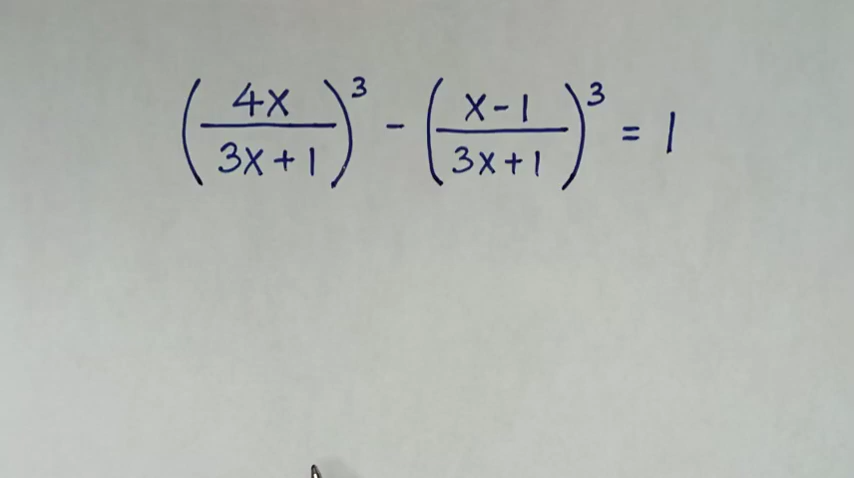 (4x/(3x+1))³ - ((x-1)/(3x+1))³ = 1